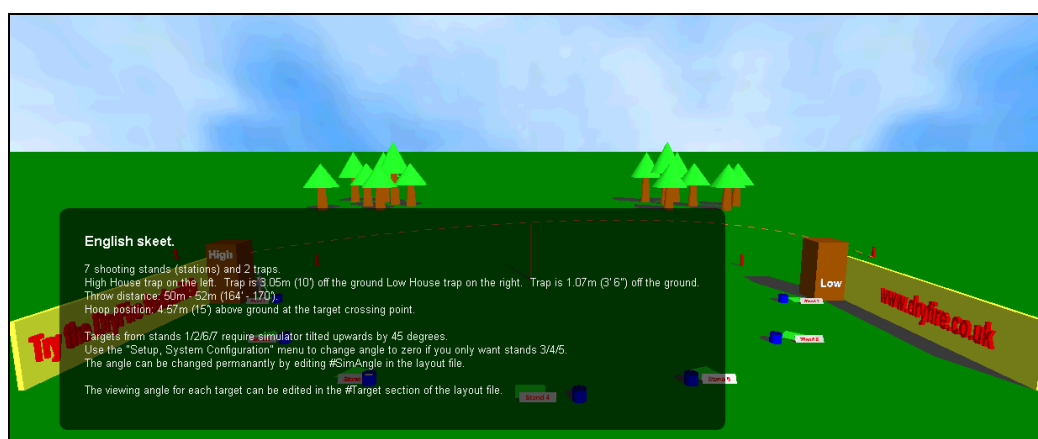 High
English skeet.
7 shooting stands (stations) and 2 traps.
High House trap on the left. Trap is 3.05m (10') off the ground Low House trap on the right. Trap is 1.07m (3' 6") off the ground.
Throw distance: 50m - 52m (164' - 170').
Hoop position: 4.57m (15') above ground at the target crossing point.
Targets from stands 1/2/6/7 require simulator tilted upwards by 45 degrees.
Use the "Setup, System Configuration" menu to change angle to zero if you only want stands 3/4/5.
The angle can be changed permanantly by editing #SimAngle in the layout file.
The viewing angle for each target can be edited in the #Target section of the layout file.
Low
www.dryfire.co.uk
Try the
Stand 4
Stand 5